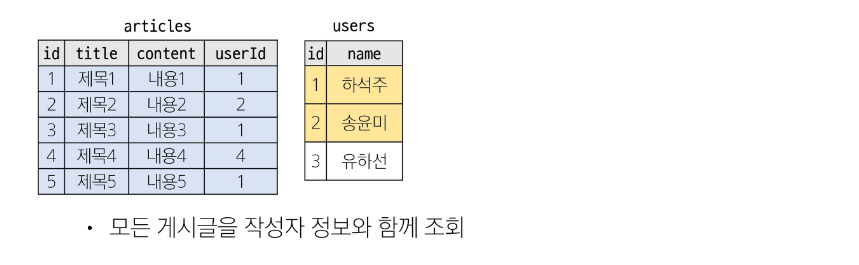 articles
id title content userId
1 제목1 내용1 1
2 제목2 내용2 2
3 제목3 내용3 1
4 제목4 내용4 4
5 제목5 내용5 1
users
id name
1 하석주
2 송윤미
3 유하선
• 모든 게시글을 작성자 정보와 함께 조회